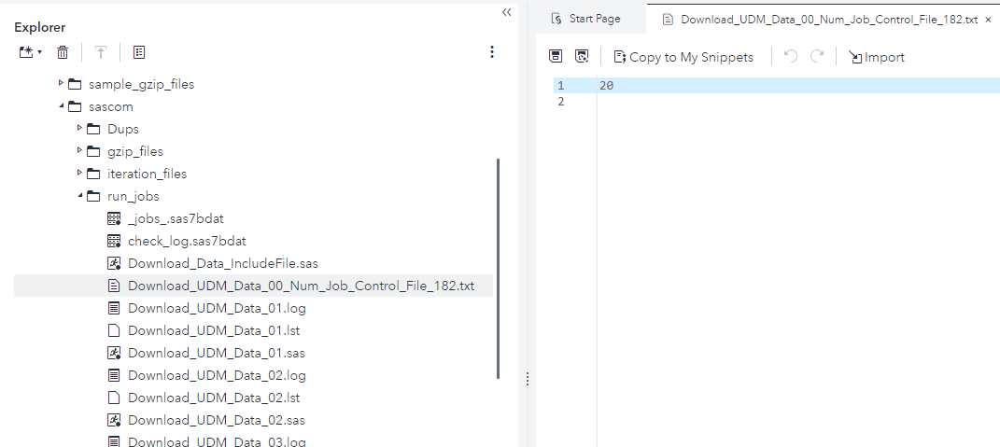 Explorer
sample_gzip_files
sascom
Dups
gzip_files
iteration_files
run_jobs
_jobs_.sas7bdat
check_log.sas7bdat
Download_Data_IncludeFile.sas
Download_UDM_Data_00_Num_Job_Control_File_182.txt
Download_UDM_Data_01.log
Download_UDM_Data_01.lst
Download_UDM_Data_01.sas
Download_UDM_Data_02.log
Download_UDM_Data_02.lst
Download_UDM_Data_02.sas
Download_UDM_Data_03.log
Start Page
Download_UDM_Data_00_Num_Job_Control_File_182.txt
Copy to My Snippets
Import
1 20
2